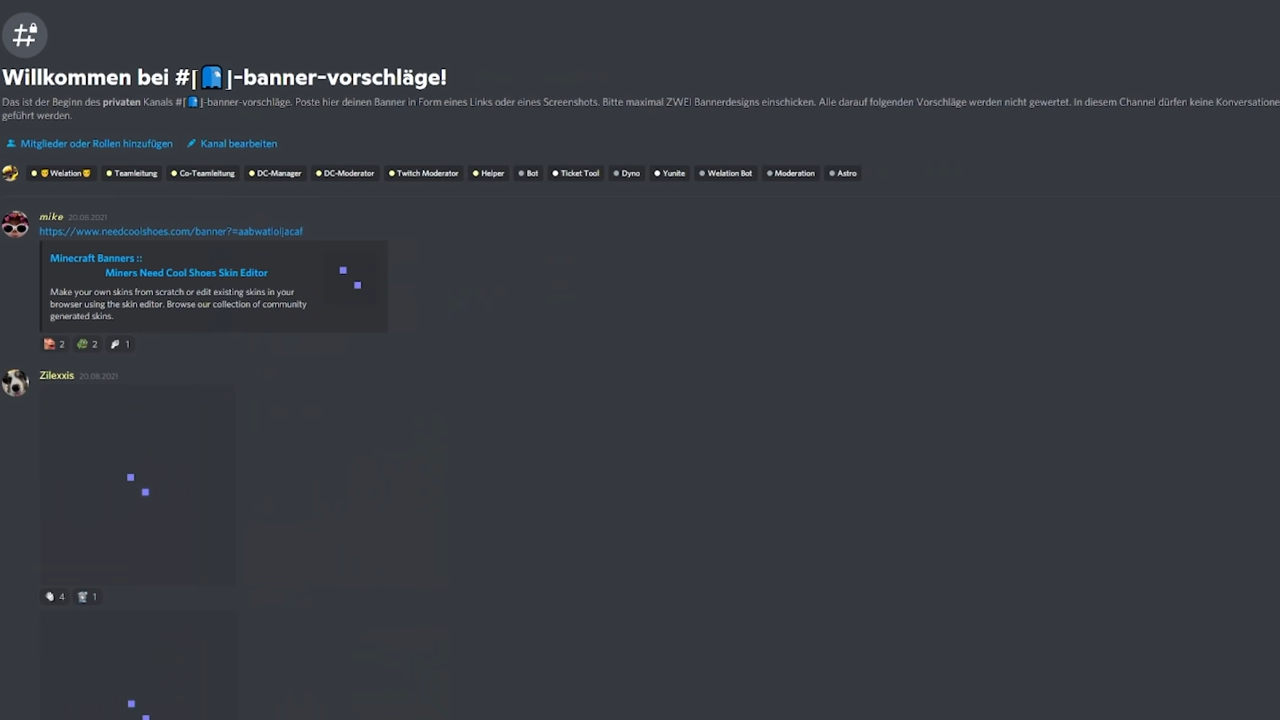 Willkommen bei #⌈📘⌋-banner-vorschläge!
Das ist der Beginn des privaten Kanals #⌈📘⌋-banner-vorschläge. Poste hier deinen Banner in Form eines Links oder eines Screenshots. Bitte maximal ZWEI Bannerdesigns einschicken. Alle darauf folgenden Vorschläge werden nicht gewertet. In diesem Channel dürfen keine Konversatione
geführt werden.
Mitglieder oder Rollen hinzufügen Kanal bearbeiten
Welation Teamleitung Co-Teamleitung DC-Manager DC-Moderator Twitch Moderator Helper Bot Ticket Tool Dyno Yunite Welation Bot Moderation Astro
mike 20.08.2021
https://www.needcoolshoes.com/banner?=aabwatloljacaf
Minecraft Banners ::
Miners Need Cool Shoes Skin Editor
Make your own skins from scratch or edit existing skins in your
browser using the skin editor. Browse our collection of community
generated skins.
2 2 1
Zilexxis 20.08.2021
4 1